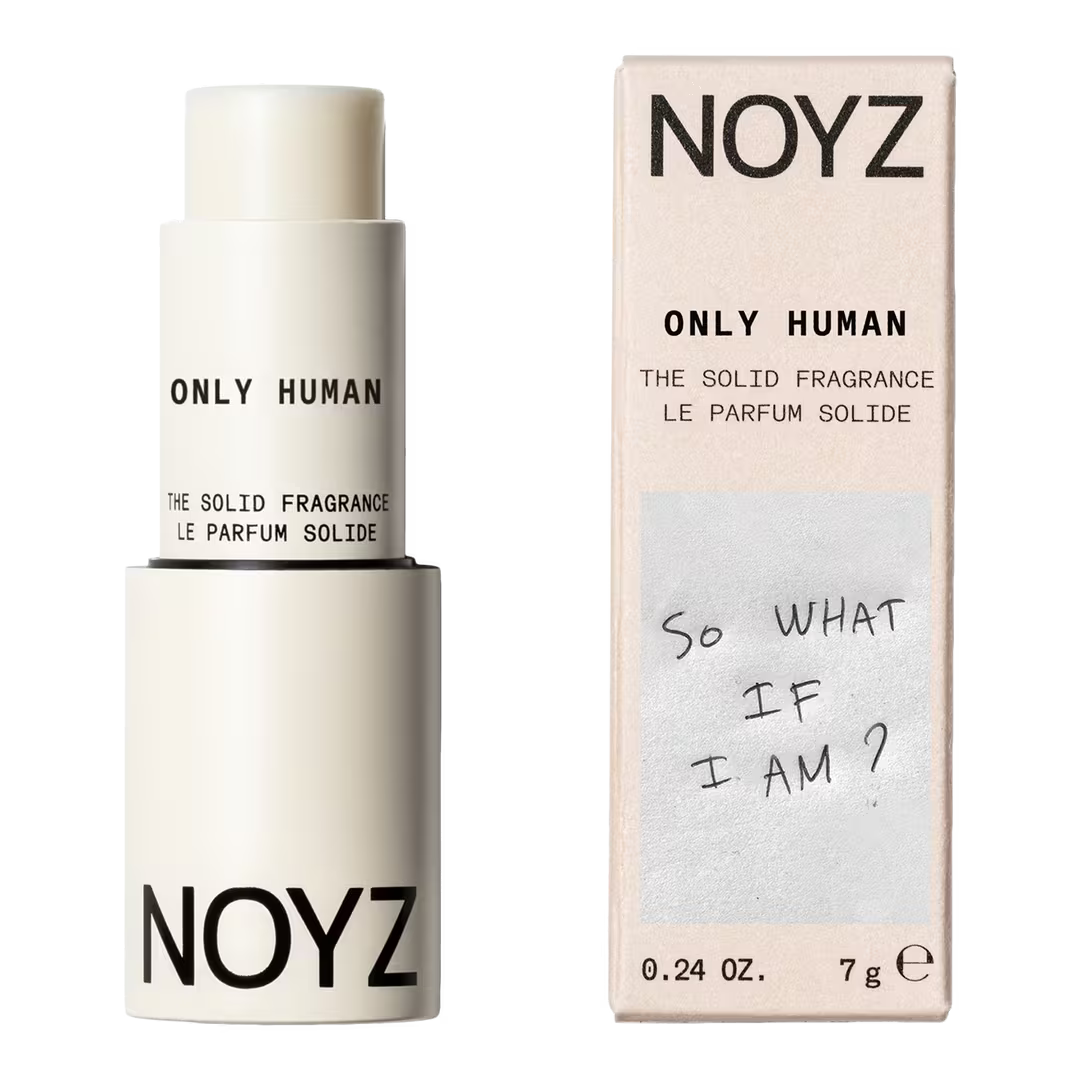 ONLY HUMAN
THE SOLID FRAGRANCE
LE PARFUM SOLIDE
NOYZ
NOYZ
ONLY HUMAN
THE SOLID FRAGRANCE
LE PARFUM SOLIDE
So WHAT
IF
I AM?
0.24 OZ. 7 g ℮